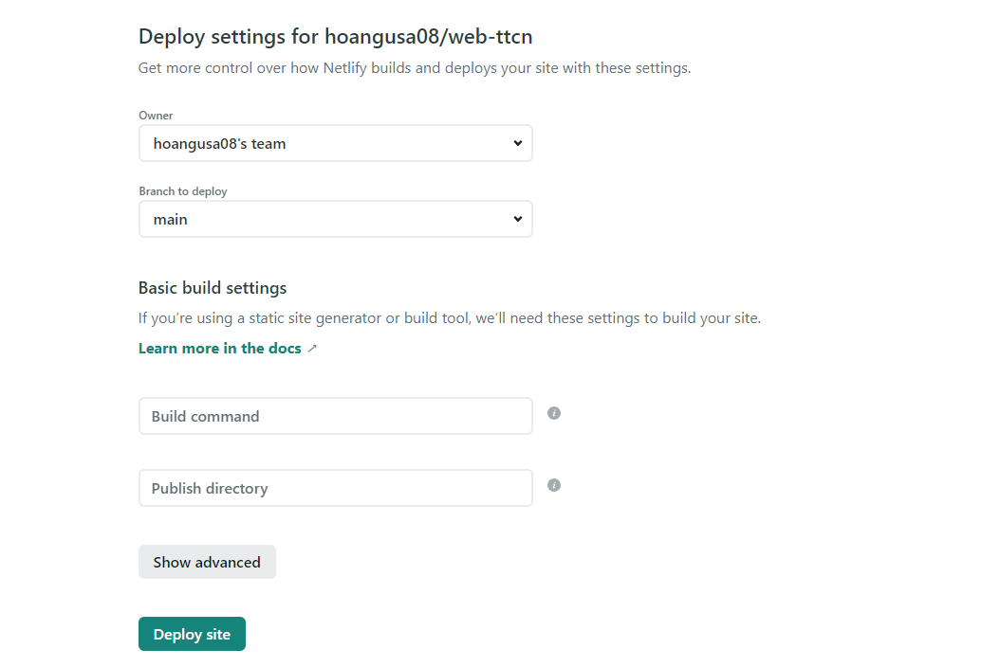 Deploy settings for hoangusa08/web-ttcn
Get more control over how Netlify builds and deploys your site with these settings.
Owner
hoangusa08's team
Branch to deploy
main
Basic build settings
If you’re using a static site generator or build tool, we’ll need these settings to build your site.
Learn more in the docs ↗
Build command
i
Publish directory
i
Show advanced
Deploy site